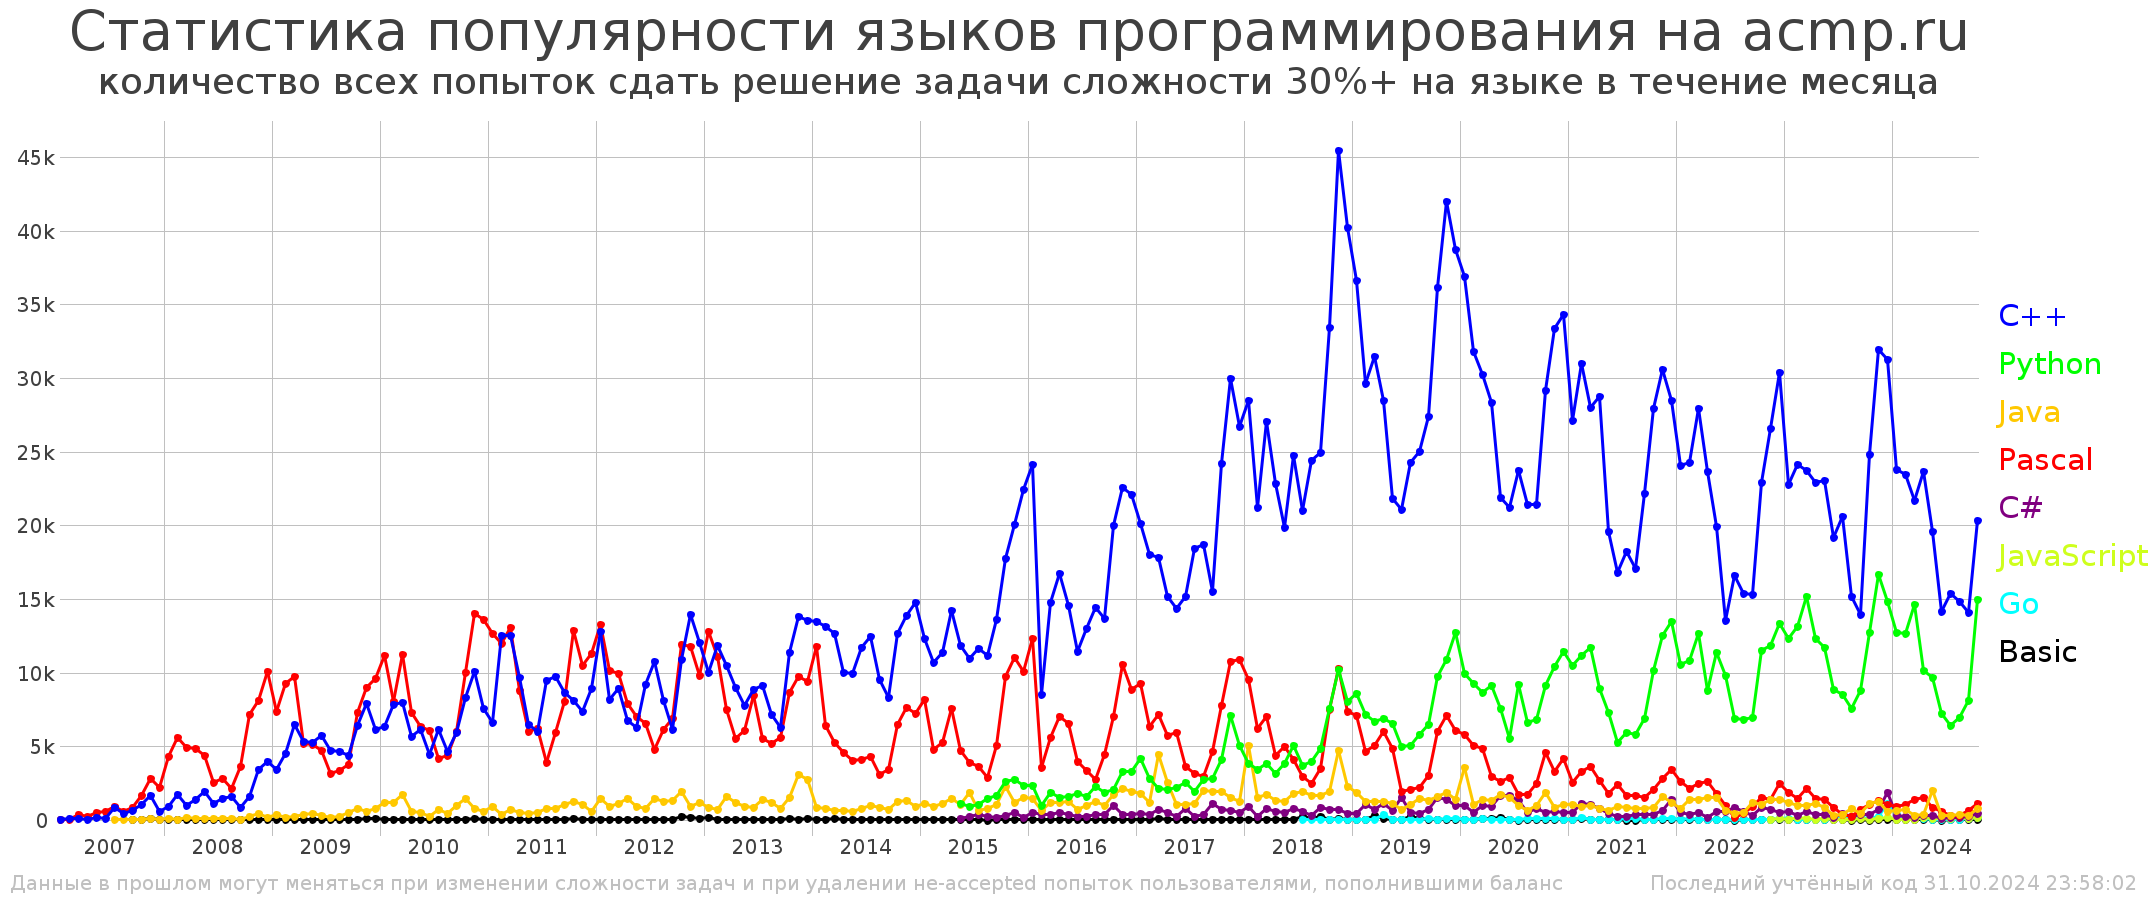 Статистика популярности языков программирования на acmp.ru
количество всех попыток сдать решение задачи сложности 30%+ на языке в течение месяца
45k
40k
35k
30k
25k
20k
15k
10k
5k
0
C++
Python
Java
Pascal
C#
JavaScript
Go
Basic
2007 2008 2009 2010 2011 2012 2013 2014 2015 2016 2017 2018 2019 2020 2021 2022 2023 2024
Данные в прошлом могут меняться при изменении сложности задач и при удалении не-accepted попыток пользователями, пополнившими баланс
Последний учтённый код 31.10.2024 23:58:02